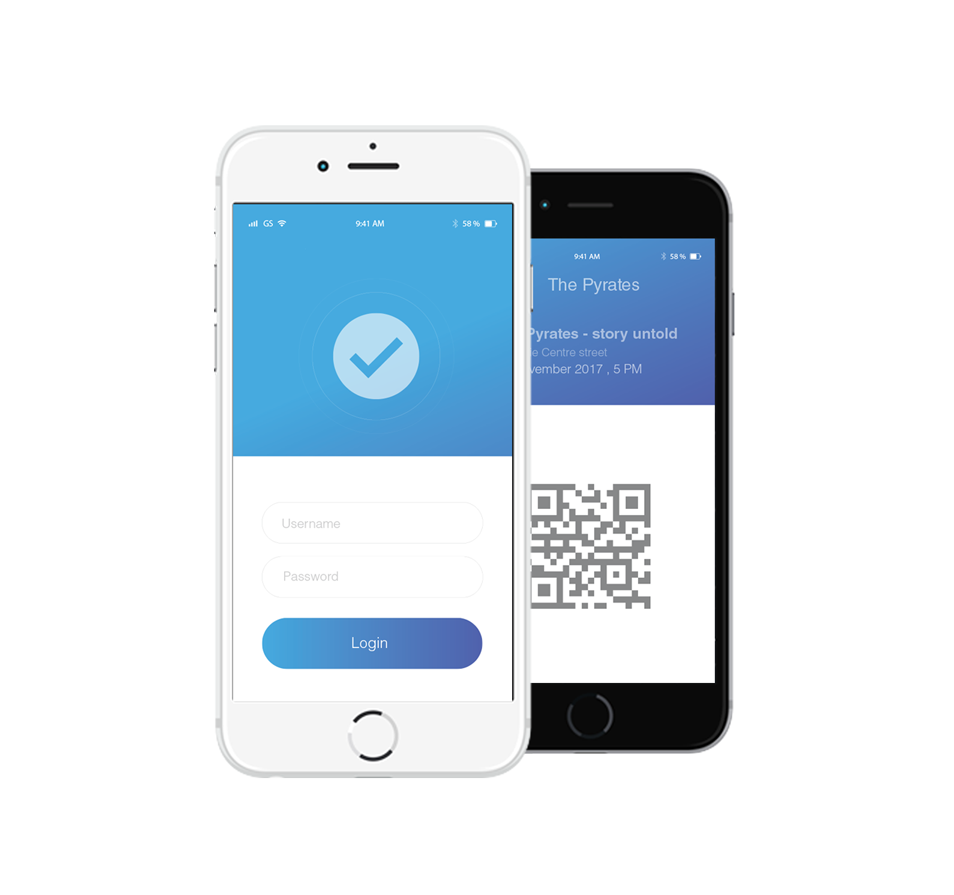 GS 9:41 AM 58 %
Username
Password
Login
9:41 AM 58 %
The Pyrates
Pyrates - story untold
Centre street
2017 , 5 PM